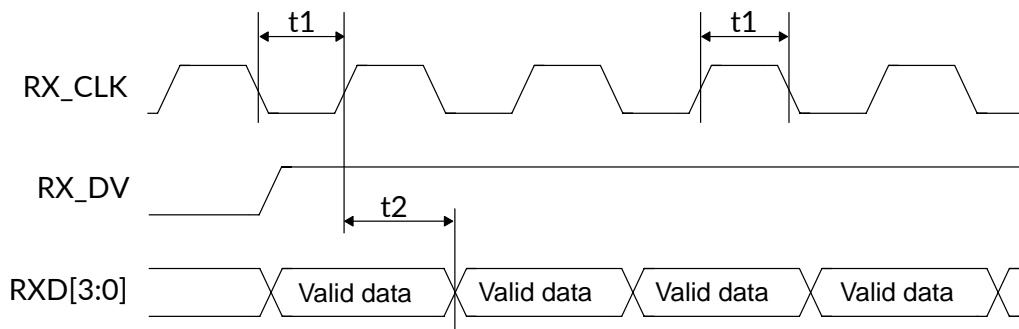 t1 t1
RX_CLK
RX_DV
t2
RXD[3:0] Valid data Valid data Valid data Valid data